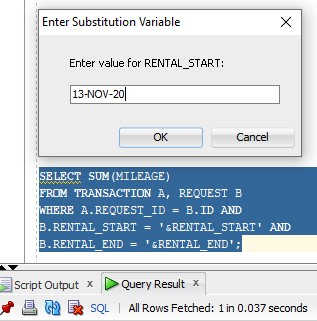 Enter Substitution Variable
Enter value for RENTAL_START:
13-NOV-20
OK
Cancel
SELECT SUM(MILEAGE)
FROM TRANSACTION A, REQUEST B
WHERE A.REQUEST_ID = B.ID AND
B.RENTAL_START = '&RENTAL_START' AND
B.RENTAL_END = '&RENTAL_END';
Script Output x Query Result x
SQL | All Rows Fetched: 1 in 0.037 seconds